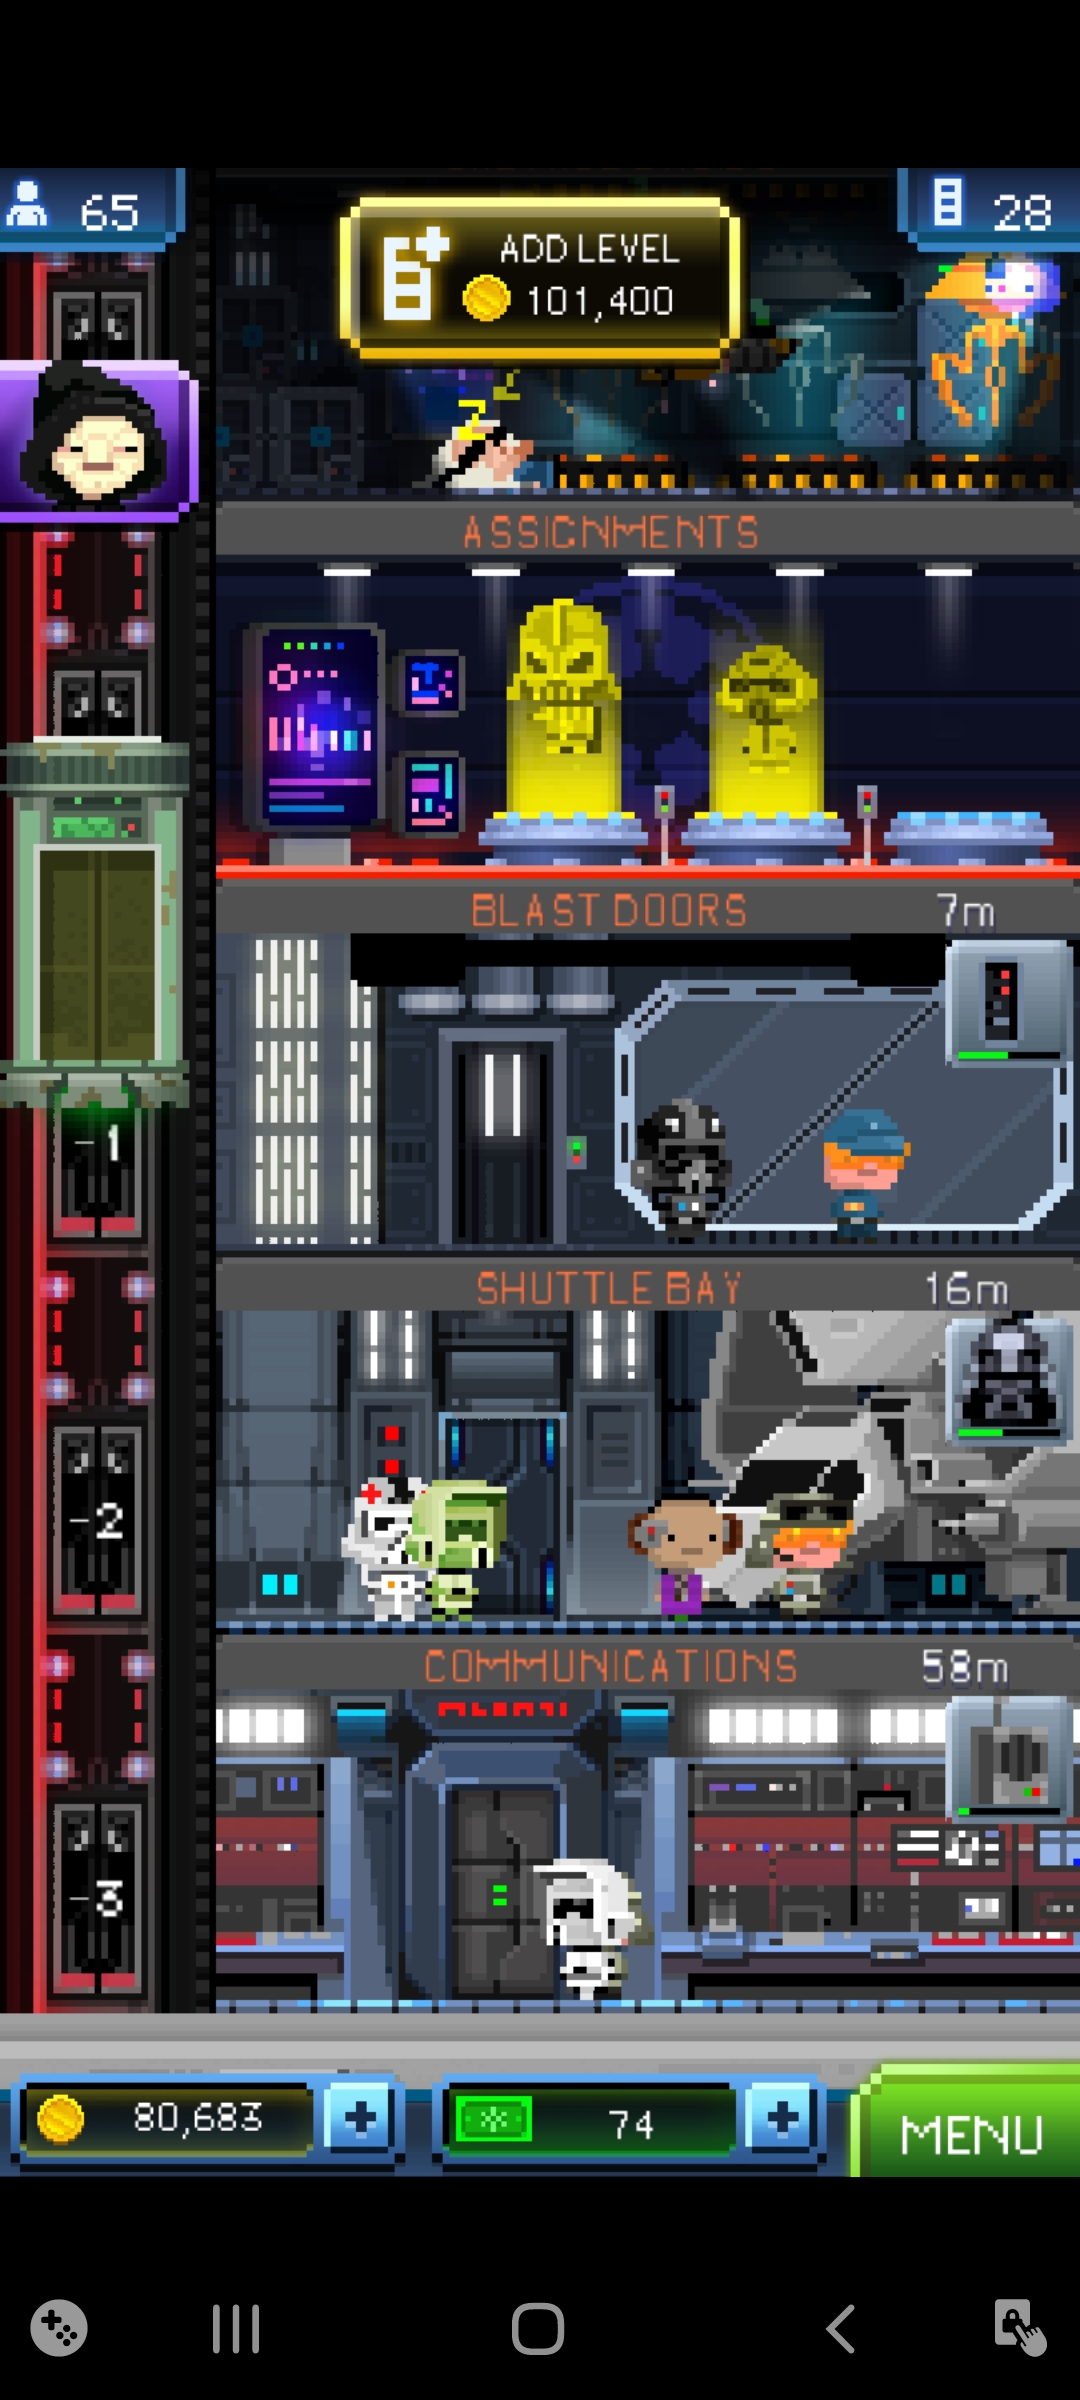 65
ADD LEVEL
101,400
28
ASSIGNMENTS
BLAST DOORS 7m
-1
SHUTTLE BAY 16m
-2
COMMUNICATIONS 58m
-3
80,683 + 74 + MENU